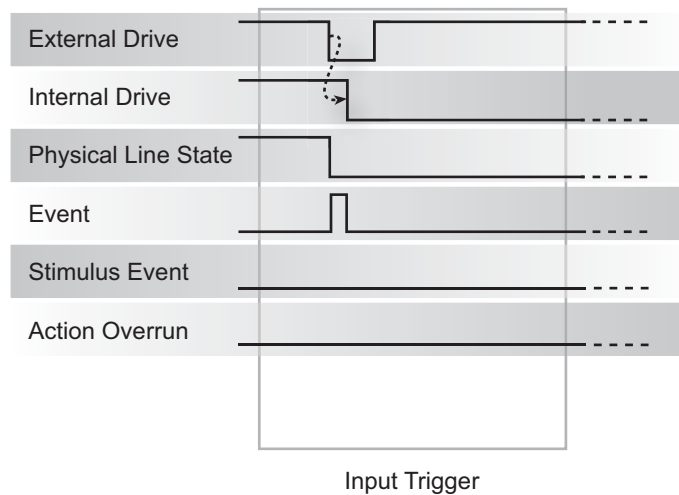 External Drive
Internal Drive
Physical Line State
Event
Stimulus Event
Action Overrun
Input Trigger